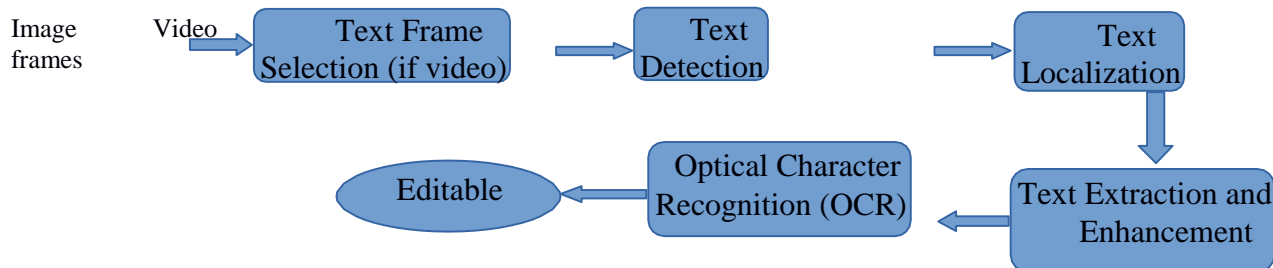 Image Video
frames
Text Frame
Selection (if video)
Text
Detection
Text
Localization
Text Extraction and
Enhancement
Optical Character
Recognition (OCR)
Editable